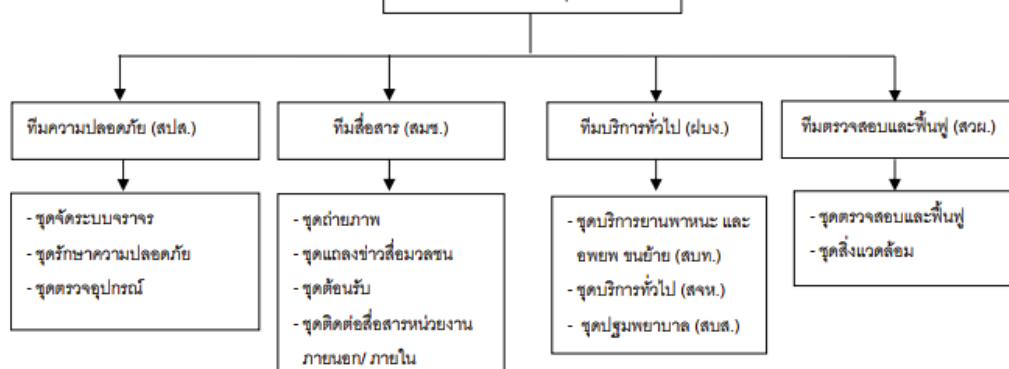 ทีมความปลอดภัย (สปส.)
ทีมสื่อสาร (สมซ.)
ทีมบริการทั่วไป (ฝบง.)
ทีมตรวจสอบและฟื้นฟู (สวผ.)
- ชุดจัดระบบจราจร
- ชุดรักษาความปลอดภัย
- ชุดตรวจอุปกรณ์
- ชุดถ่ายภาพ
- ชุดแถลงข่าวสื่อมวลชน
- ชุดต้อนรับ
- ชุดติดต่อสื่อสารหน่วยงาน
ภายนอก/ ภายใน
- ชุดบริการยานพาหนะ และ
อพยพ ขนย้าย (สบท.)
- ชุดบริการทั่วไป (สจห.)
- ชุดปฐมพยาบาล (สบส.)
- ชุดตรวจสอบและฟื้นฟู
- ชุดสิ่งแวดล้อม